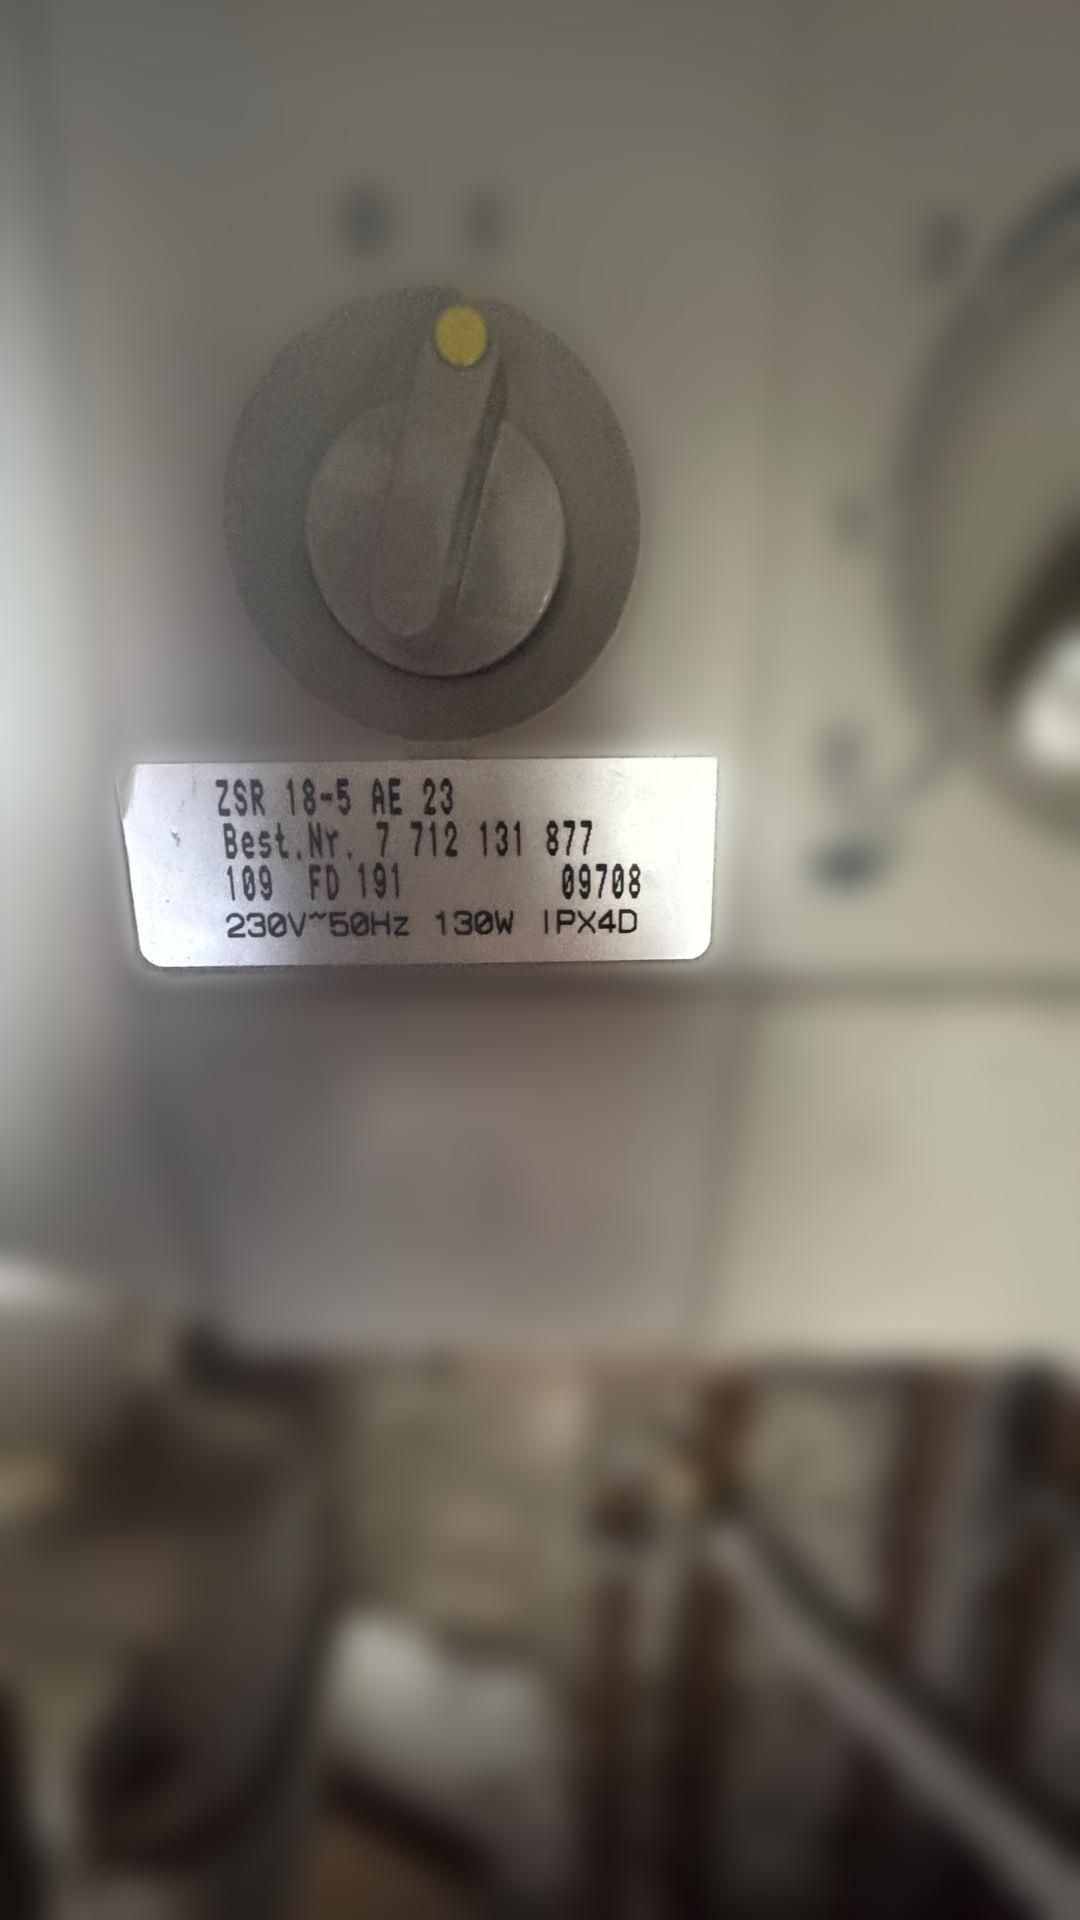 ZSR 18-5 AE 23
Best.Nr. 7 712 131 877
109 FD 191 09708
230V~50Hz 130W IPX4D